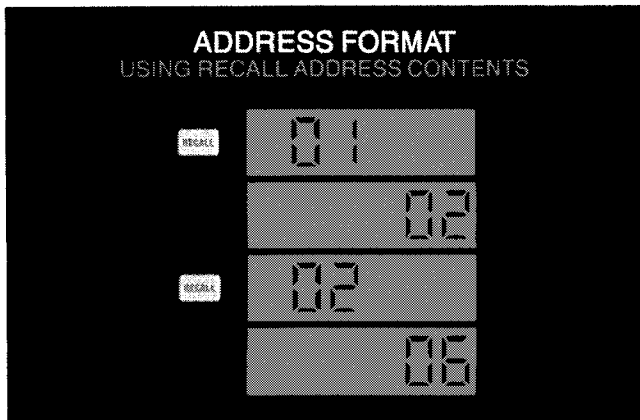 ADDRESS FORMAT
USING RECALL ADDRESS CONTENTS
RECALL 01
02
RECALL 02
06